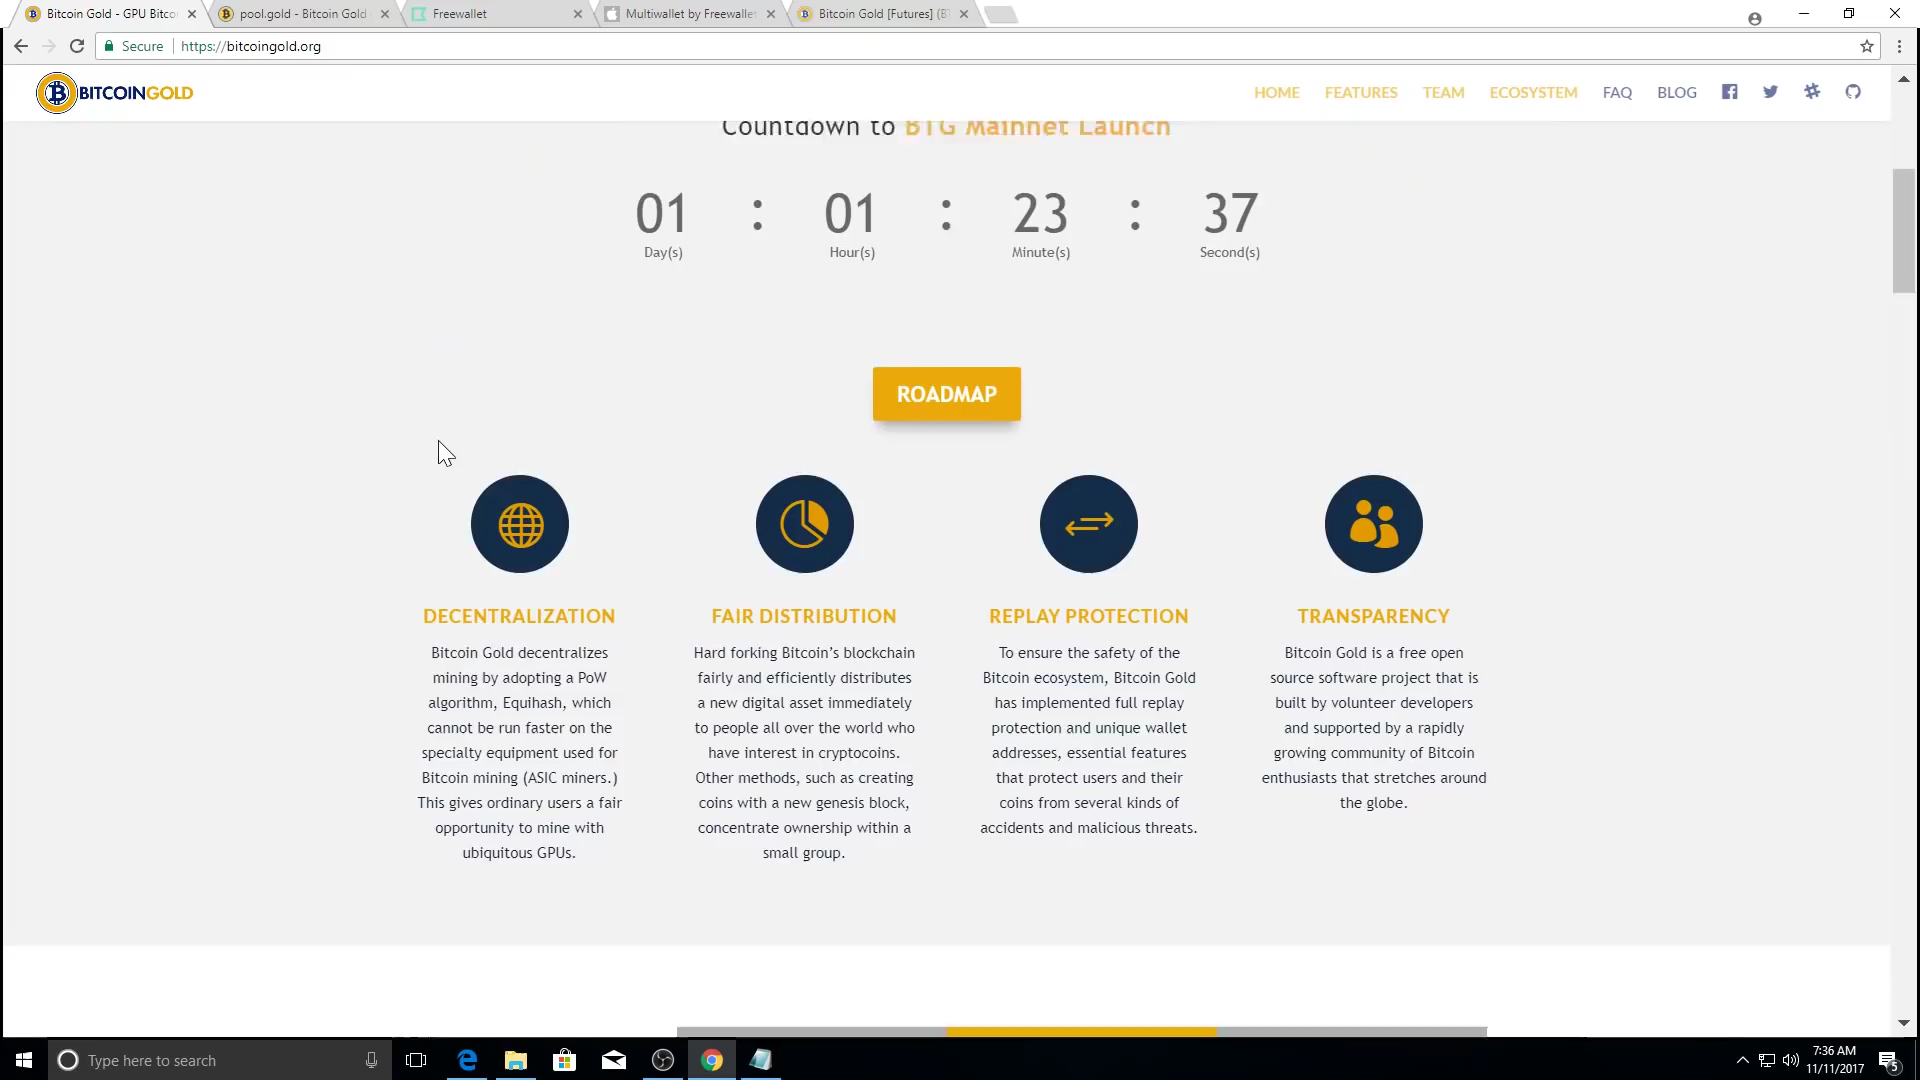 Bitcoin Gold - GPU Bitco
pool.gold - Bitcoin Gold
Freewallet
Multiwallet by Freewallet
Bitcoin Gold [Futures] (B
Secure
https://bitcoingold.org
BITCOINGOLD
HOME
FEATURES
TEAM
ECOSYSTEM
FAQ
BLOG
Countdown to BTG Mainnet Launch
01 : 01 : 23 : 37
Day(s)
Hour(s)
Minute(s)
Second(s)
ROADMAP
DECENTRALIZATION
Bitcoin Gold decentralizes
mining by adopting a PoW
algorithm, Equihash, which
cannot be run faster on the
specialty equipment used for
Bitcoin mining (ASIC miners.)
This gives ordinary users a fair
opportunity to mine with
ubiquitous GPUs.
FAIR DISTRIBUTION
Hard forking Bitcoin’s blockchain
fairly and efficiently distributes
a new digital asset immediately
to people all over the world who
have interest in cryptocoins.
Other methods, such as creating
coins with a new genesis block,
concentrate ownership within a
small group.
REPLAY PROTECTION
To ensure the safety of the
Bitcoin ecosystem, Bitcoin Gold
has implemented full replay
protection and unique wallet
addresses, essential features
that protect users and their
coins from several kinds of
accidents and malicious threats.
TRANSPARENCY
Bitcoin Gold is a free open
source software project that is
built by volunteer developers
and supported by a rapidly
growing community of Bitcoin
enthusiasts that stretches around
the globe.
Type here to search
7:36 AM
11/11/2017
5